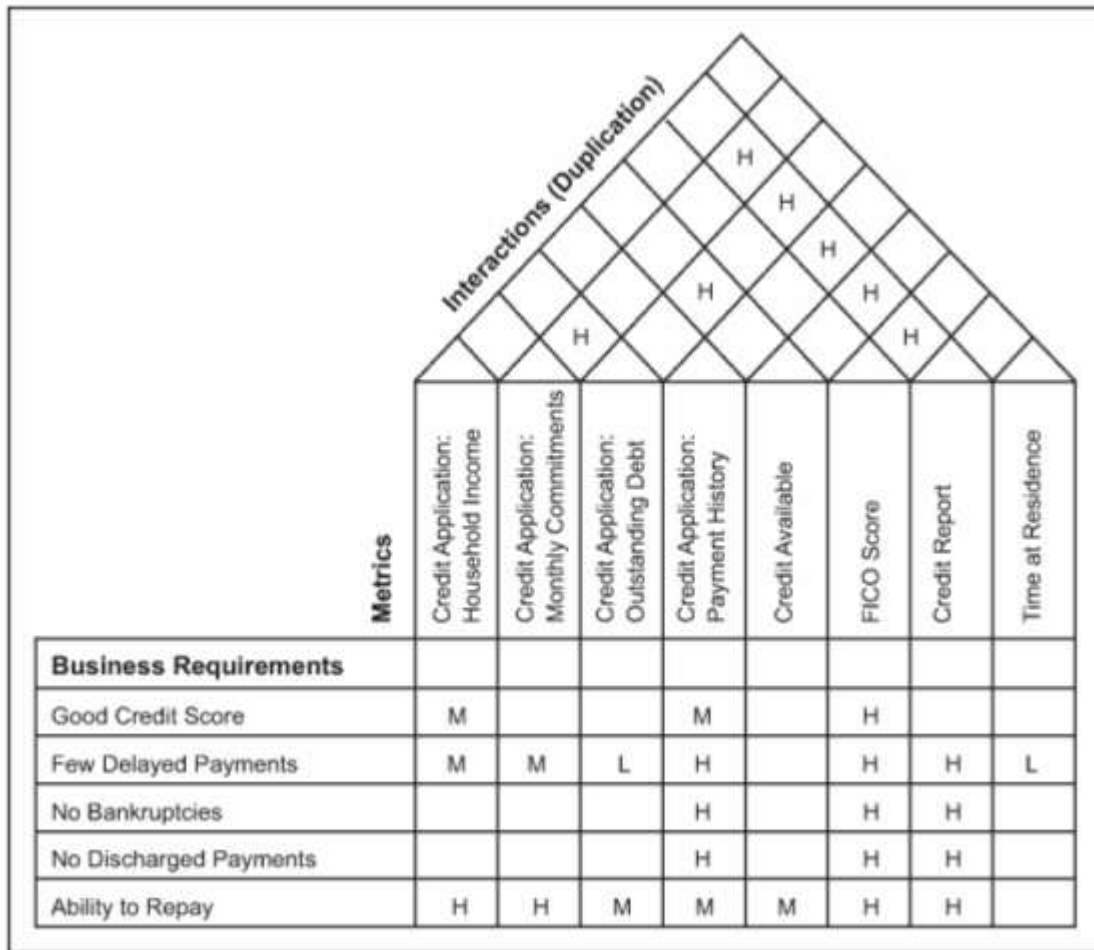 Interactions (Duplication)
H
H
H
H H H
H H
Metrics
Credit Application:
Household Income
Credit Application:
Monthly Commitments
Credit Application:
Outstanding Debt
Credit Application:
Payment History
Credit Available
FICO Score
Credit Report
Time at Residence
Business Requirements
Good Credit Score M M H
Few Delayed Payments M M L H H H L
No Bankruptcies H H H
No Discharged Payments H H H
Ability to Repay H H M M M H H